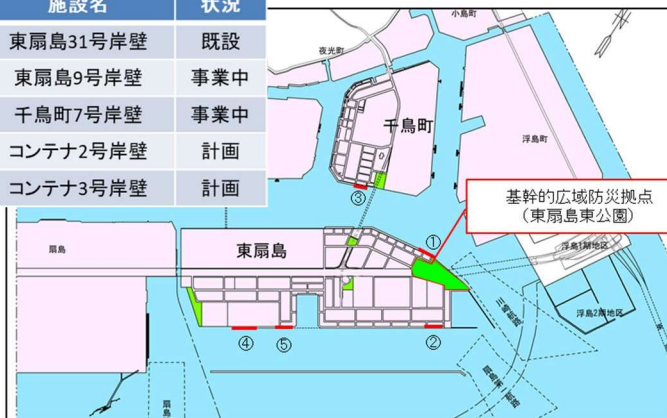 施設名 状況
東扇島31号岸壁 既設
東扇島9号岸壁 事業中
千鳥町7号岸壁 事業中
コンテナ2号岸壁 計画
コンテナ3号岸壁 計画
小島町
夜光町
千鳥町
浮島町
③
基幹的広域防災拠点
(東扇島東公園)
①
扇島
東扇島
浮島1期地区
浮島2期地区
④
⑤
②
扇島